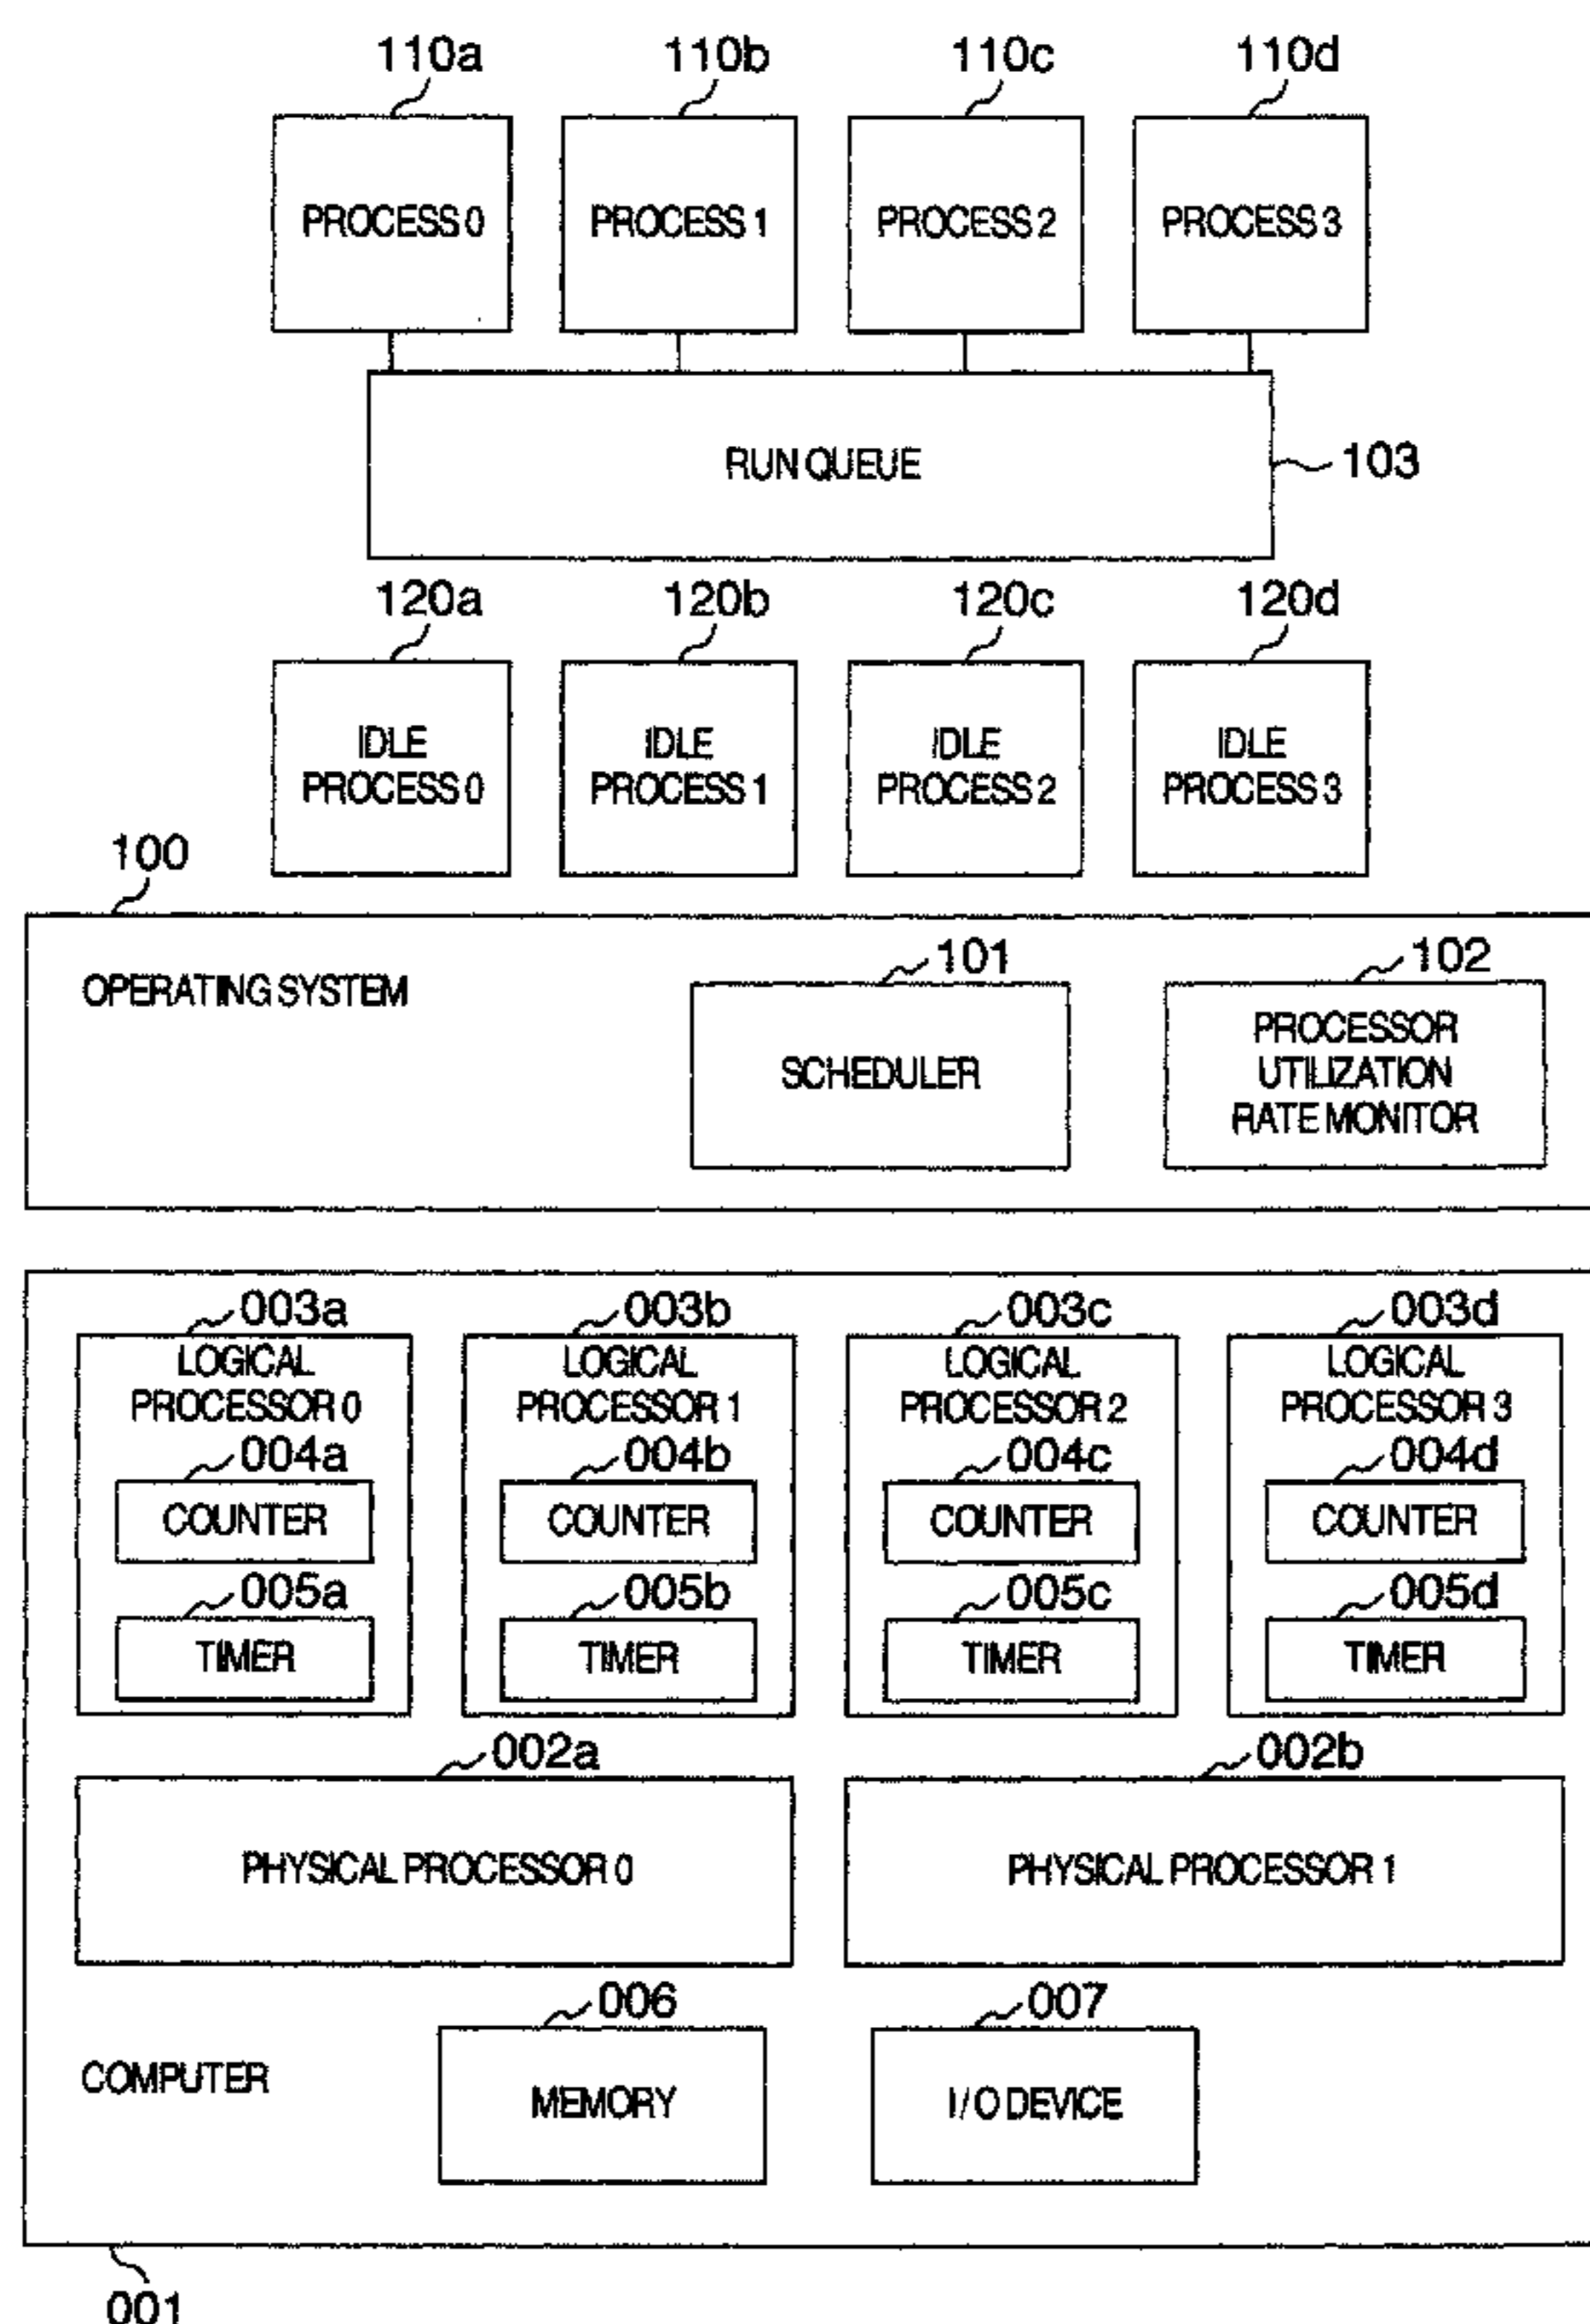 110a 110b 110c 110d
PROCESS 0 PROCESS 1 PROCESS 2 PROCESS 3
RUN QUEUE 103
120a 120b 120c 120d
IDLE IDLE IDLE IDLE
PROCESS 0 PROCESS 1 PROCESS 2 PROCESS 3
100
101 102
OPERATING SYSTEM
PROCESSOR
SCHEDULER UTILIZATION
RATE MONITOR
003a 003b 003c 003d
LOGICAL LOGICAL LOGICAL LOGICAL
PROCESSOR 0 PROCESSOR 1 PROCESSOR 2 PROCESSOR 3
004a 004b 004c 004d
COUNTER COUNTER COUNTER COUNTER
005a 005b 005c 005d
TIMER TIMER TIMER TIMER
002a 002b
PHYSICAL PROCESSOR 0 PHYSICAL PROCESSOR 1
006 007
COMPUTER
MEMORY I/O DEVICE
001